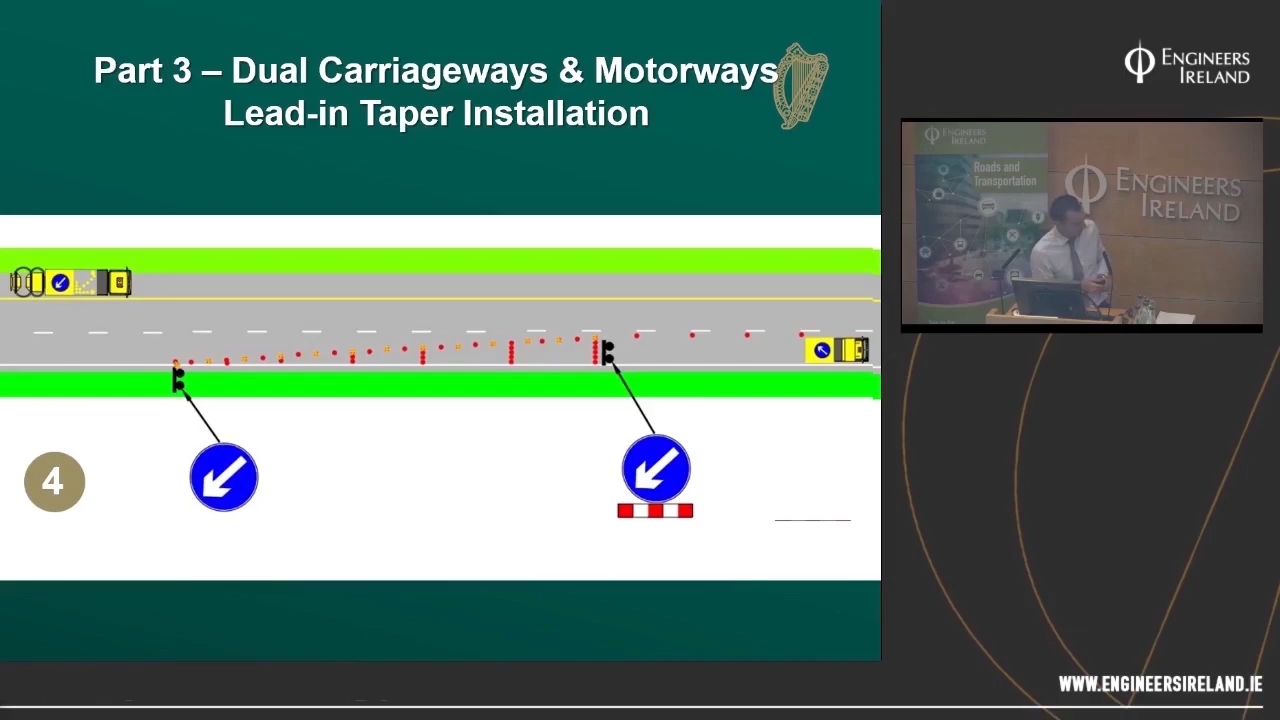 Part 3 – Dual Carriageways & Motorways
Lead-in Taper Installation
4
ENGINEERS
IRELAND
ENGINEERS
IRELAND
Roads and
Transportation
ENGINEERS
IRELAND
WWW.ENGINEERSIRELAND.IE